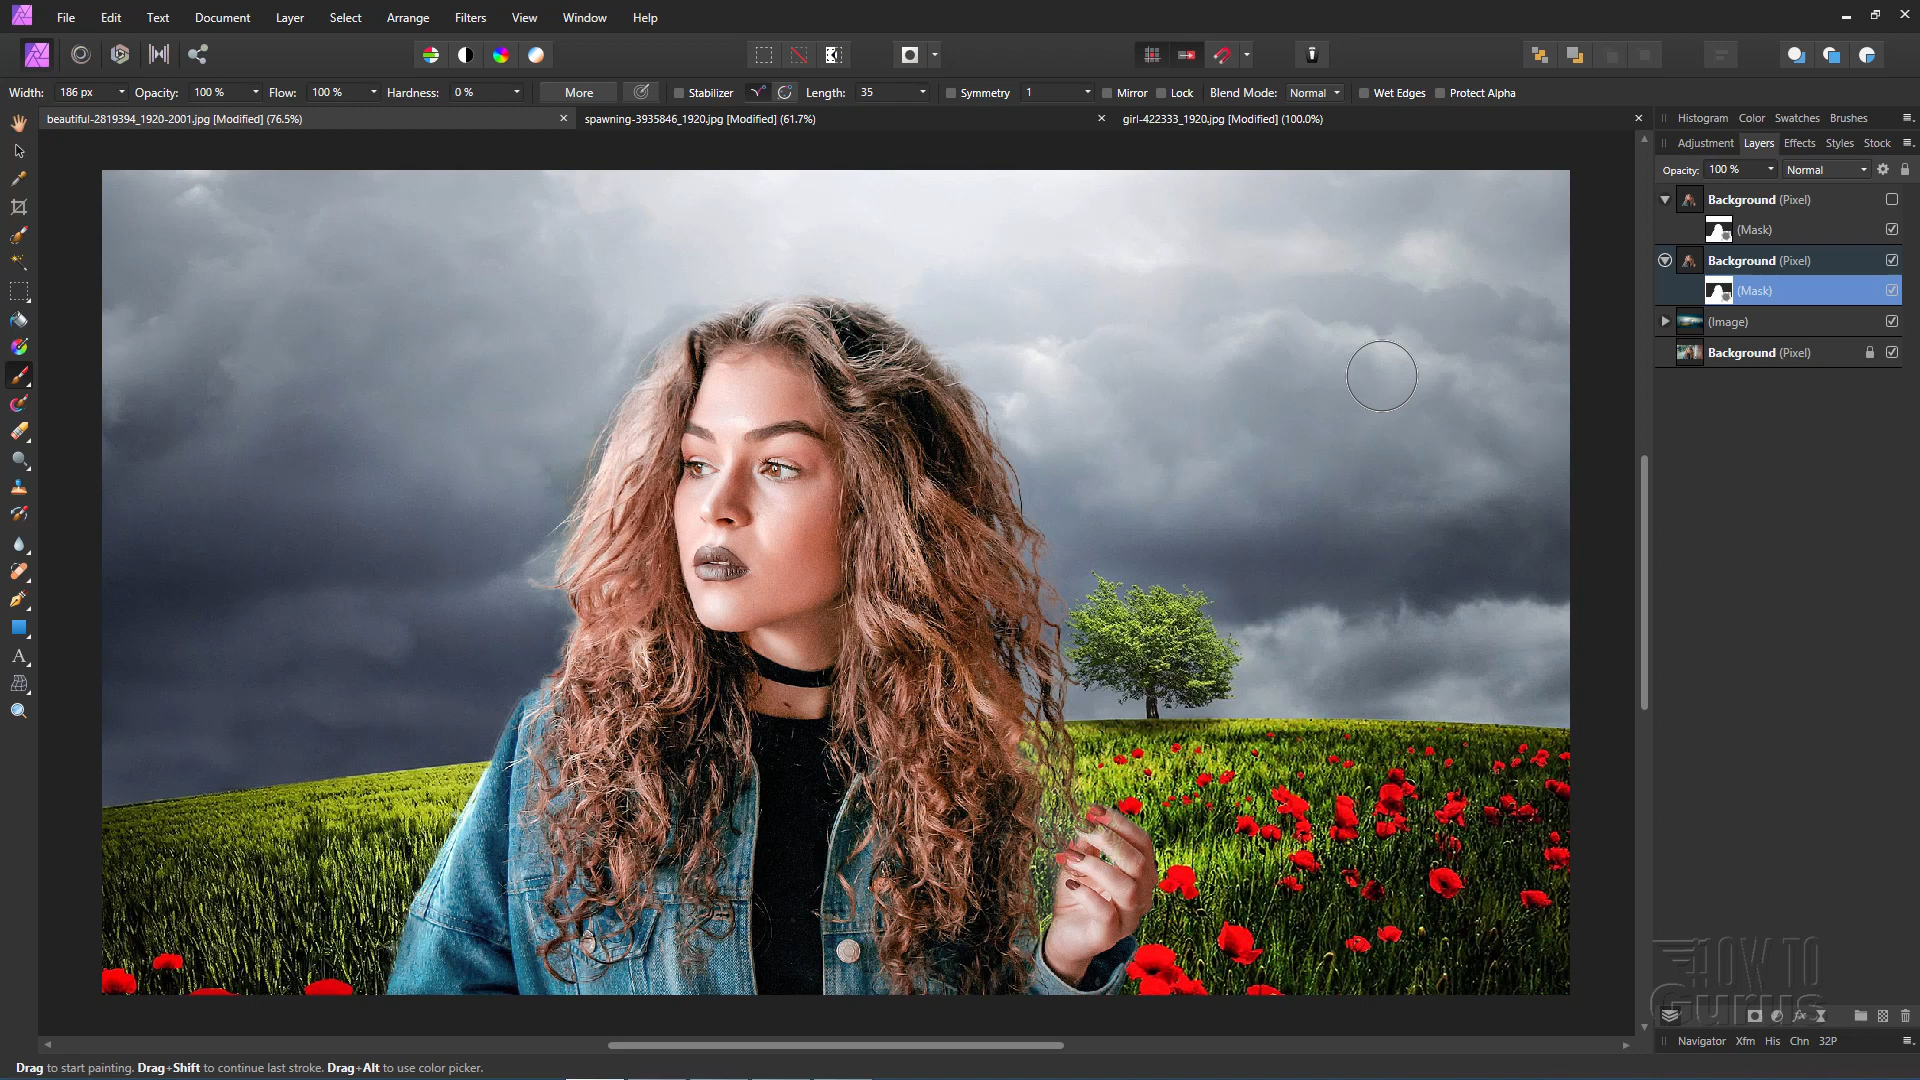 File Edit Text Document Layer Select Arrange Filters View Window Help
Width: 186 px Opacity: 100 % Flow: 100 % Hardness: 0 % More Stabilizer Length: 35 Symmetry 1 Mirror Lock Blend Mode: Normal Wet Edges Protect Alpha
beautiful-2819394_1920-2001.jpg [Modified] (76.5%) spawning-3935846_1920.jpg [Modified] (61.7%) girl-422333_1920.jpg [Modified] (100.0%)
Histogram Color Swatches Brushes
Adjustment Layers Effects Styles Stock
Opacity: 100 % Normal
Background (Pixel)
(Mask)
Background (Pixel)
(Mask)
(Image)
Background (Pixel)
HOW TO
Gurus
Navigator Xfm His Chn 32P
Drag to start painting. Drag+Shift to continue last stroke. Drag+Alt to use color picker.